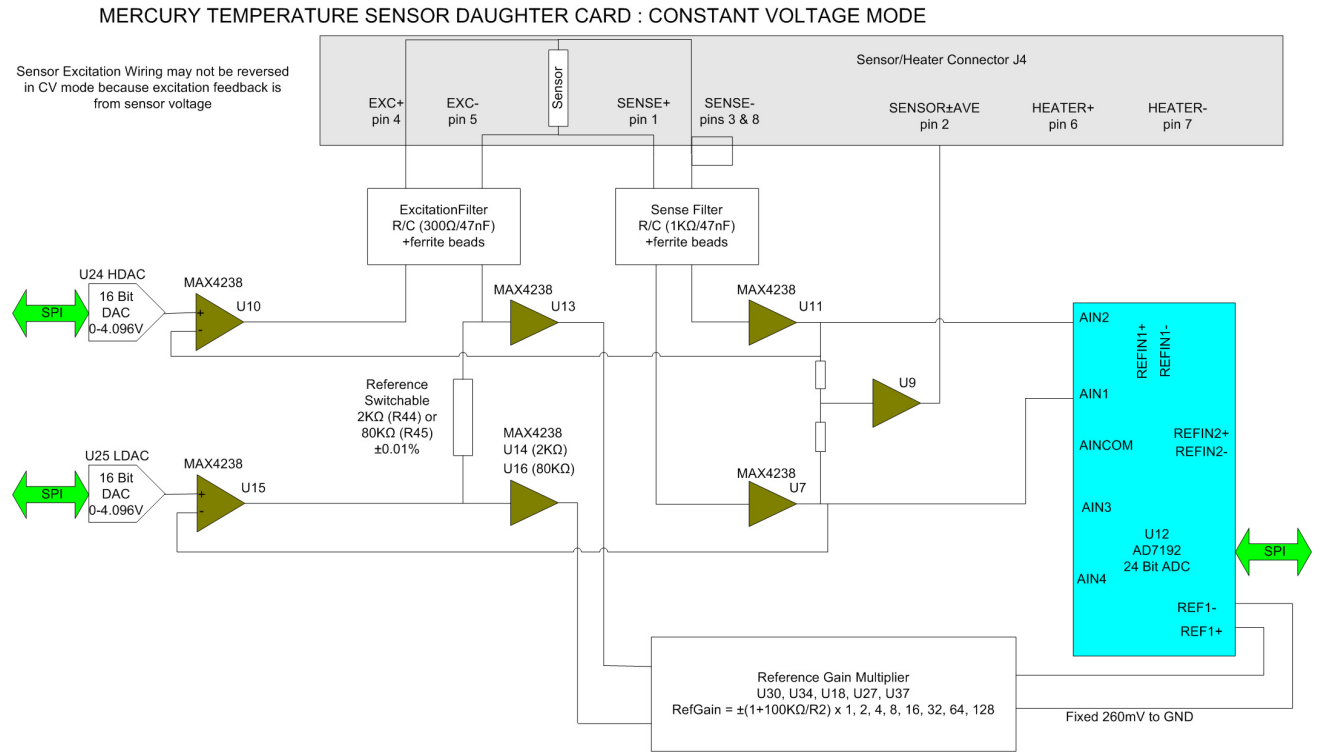 MERCURY TEMPERATURE SENSOR DAUGHTER CARD : CONSTANT VOLTAGE MODE
Sensor Excitation Wiring may not be reversed
in CV mode because excitation feedback is
from sensor voltage
Sensor/Heater Connector J4
Sensor
EXC+
pin 4
EXC-
pin 5
SENSE+
pin 1
SENSE-
pins 3 & 8
SENSOR±AVE
pin 2
HEATER+
pin 6
HEATER-
pin 7
ExcitationFilter
R/C (300Ω/47nF)
+ferrite beads
Sense Filter
R/C (1KΩ/47nF)
+ferrite beads
U24 HDAC
16 Bit
DAC
0-4.096V
SPI
MAX4238
U10
+
-
MAX4238
U13
MAX4238
U11
U9
Reference
Switchable
2KΩ (R44) or
80KΩ (R45)
±0.01%
MAX4238
U14 (2KΩ)
U16 (80KΩ)
U25 LDAC
16 Bit
DAC
0-4.096V
SPI
MAX4238
U15
+
-
MAX4238
U7
AIN2
REFIN1+
REFIN1-
AIN1
REFIN2+
REFIN2-
AINCOM
AIN3
U12
AD7192
24 Bit ADC
AIN4
REF1-
REF1+
SPI
Reference Gain Multiplier
U30, U34, U18, U27, U37
RefGain = ±(1+100KΩ/R2) x 1, 2, 4, 8, 16, 32, 64, 128
Fixed 260mV to GND